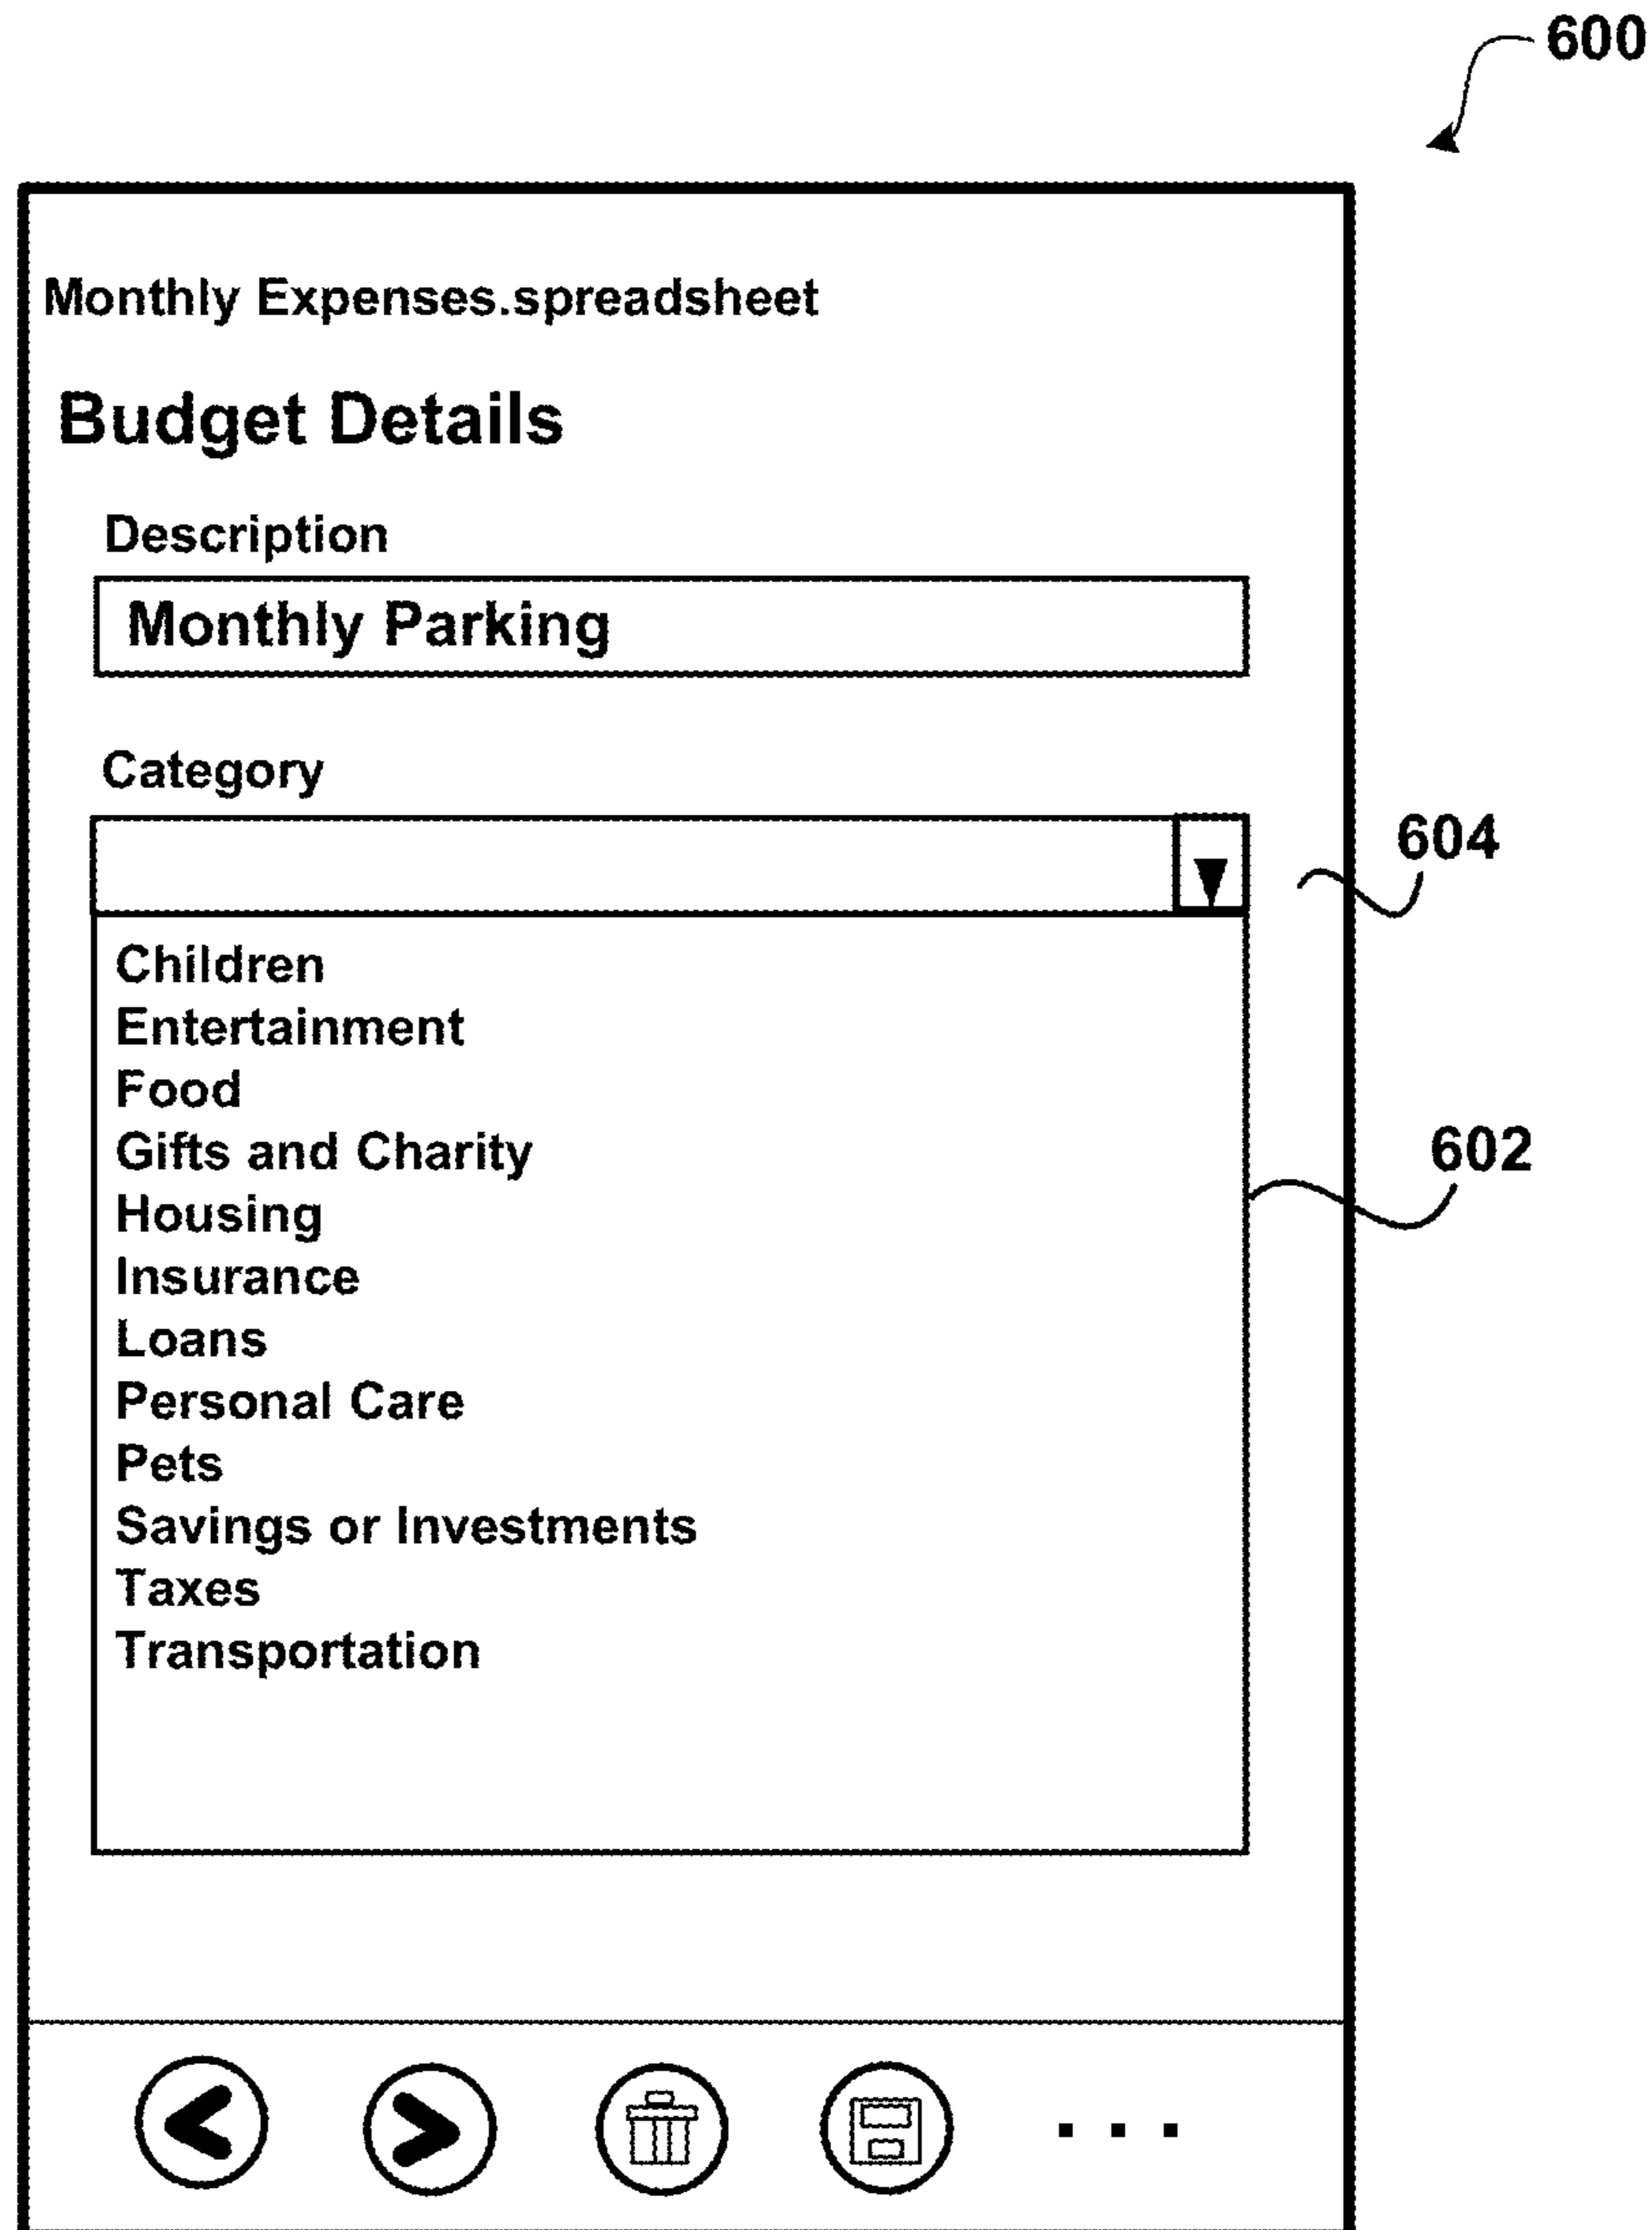 600
Monthly Expenses.spreadsheet
Budget Details
Description
Monthly Parking
Category
604
Children
Entertainment
Food
Gifts and Charity
602
Housing
Insurance
Loans
Personal Care
Pets
Savings or Investments
Taxes
Transportation